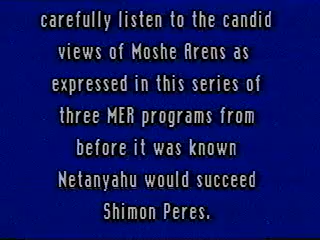 carefully listen to the candid
views of Moshe Arens as
expressed in this series of
three MER programs from
before it was known
Netanyahu would succeed
Shimon Peres.